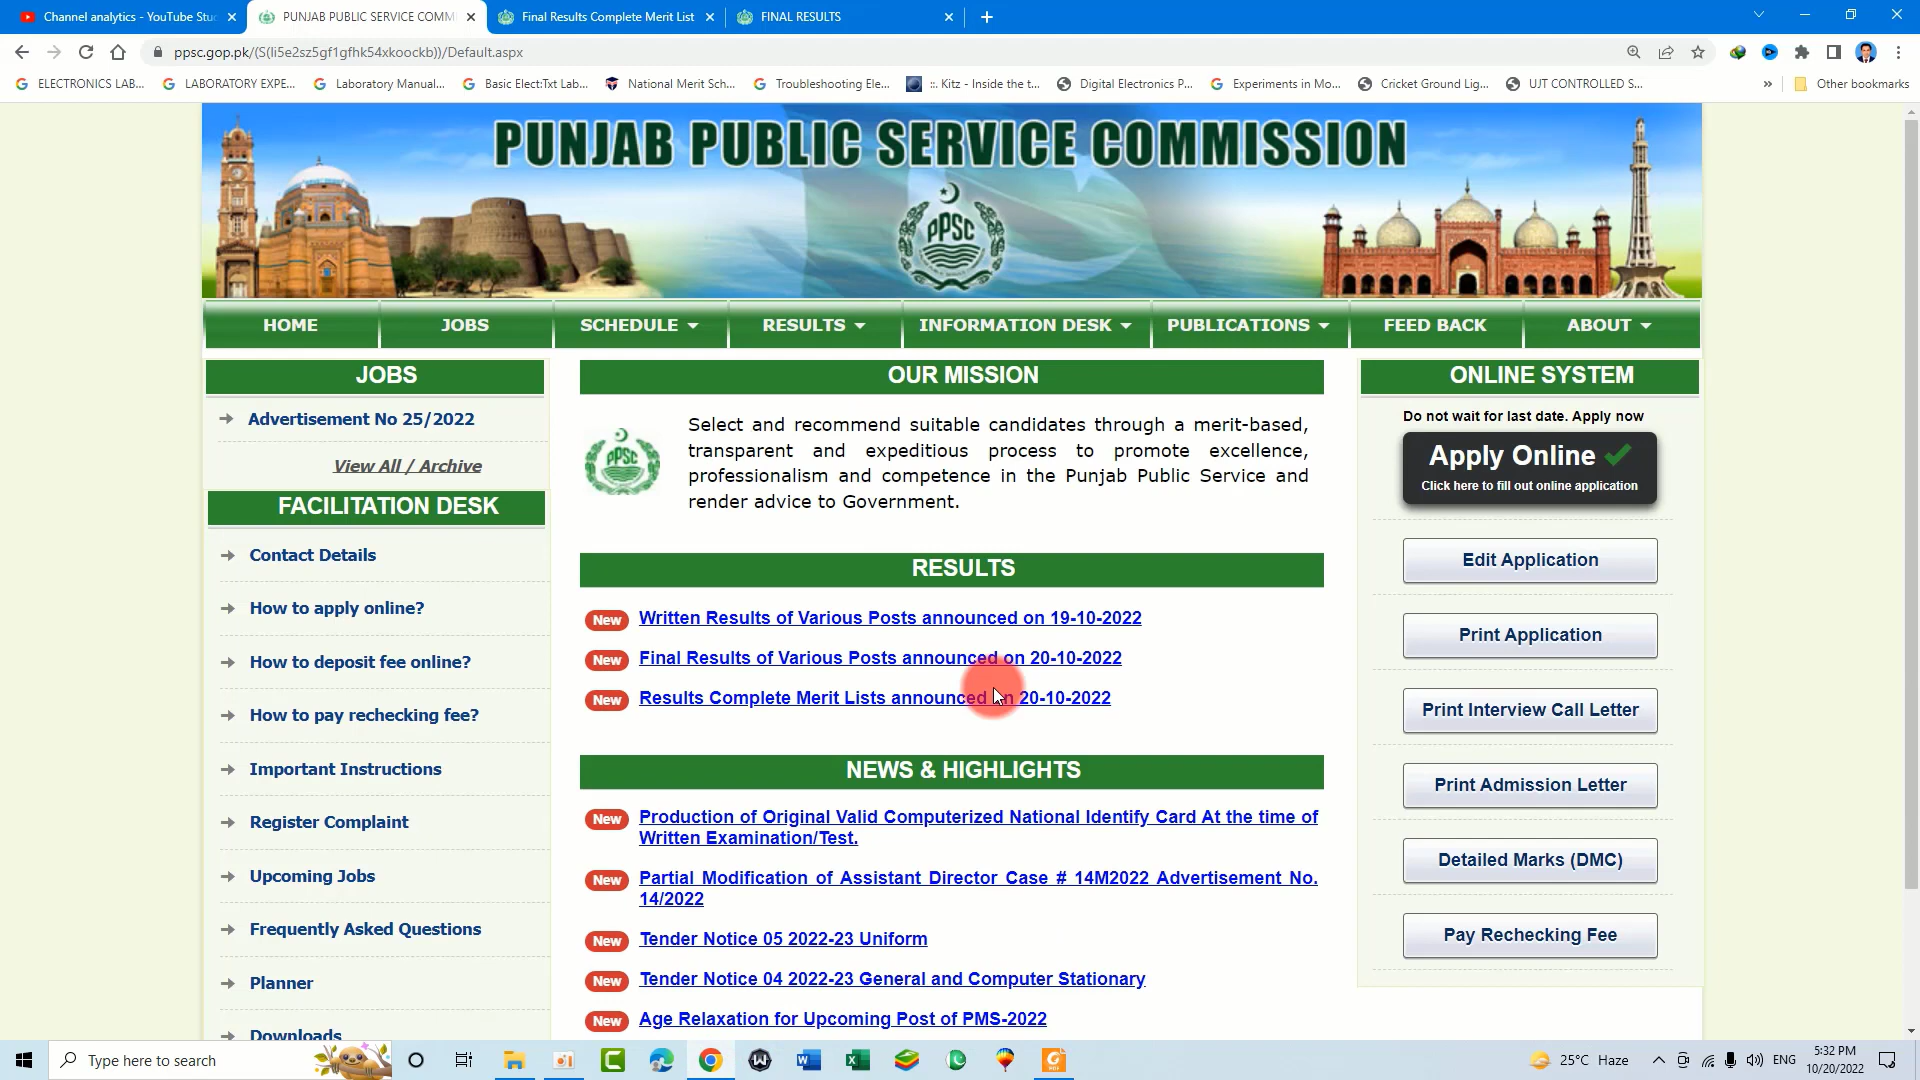 Channel analytics - YouTube Stu
PUNJAB PUBLIC SERVICE COMM
Final Results Complete Merit List
FINAL RESULTS
ppsc.gop.pk/(S(li5e2sz5gf1gfhk54xkoockb))/Default.aspx
ELECTRONICS LAB...
LABORATORY EXPE...
Laboratory Manual...
Basic Elect:Txt Lab...
National Merit Sch...
Troubleshooting Ele...
::. Kitz - Inside the t...
Digital Electronics P...
Experiments in Mo...
Cricket Ground Lig...
UJT CONTROLLED S...
»
Other bookmarks
PUNJAB PUBLIC SERVICE COMMISSION
PPSC
HOME
JOBS
SCHEDULE
RESULTS
INFORMATION DESK
PUBLICATIONS
FEED BACK
ABOUT
JOBS
Advertisement No 25/2022
View All / Archive
FACILITATION DESK
Contact Details
How to apply online?
How to deposit fee online?
How to pay rechecking fee?
Important Instructions
Register Complaint
Upcoming Jobs
Frequently Asked Questions
Planner
Downloads
OUR MISSION
PPSC
Select and recommend suitable candidates through a merit-based,
transparent and expeditious process to promote excellence,
professionalism and competence in the Punjab Public Service and
render advice to Government.
RESULTS
New Written Results of Various Posts announced on 19-10-2022
New Final Results of Various Posts announced on 20-10-2022
New Results Complete Merit Lists announced on 20-10-2022
NEWS & HIGHLIGHTS
New Production of Original Valid Computerized National Identify Card At the time of
Written Examination/Test.
New Partial Modification of Assistant Director Case # 14M2022 Advertisement No.
14/2022
New Tender Notice 05 2022-23 Uniform
New Tender Notice 04 2022-23 General and Computer Stationary
New Age Relaxation for Upcoming Post of PMS-2022
ONLINE SYSTEM
Do not wait for last date. Apply now
Apply Online
Click here to fill out online application
Edit Application
Print Application
Print Interview Call Letter
Print Admission Letter
Detailed Marks (DMC)
Pay Rechecking Fee
Type here to search
25°C Haze
ENG
5:32 PM
10/20/2022